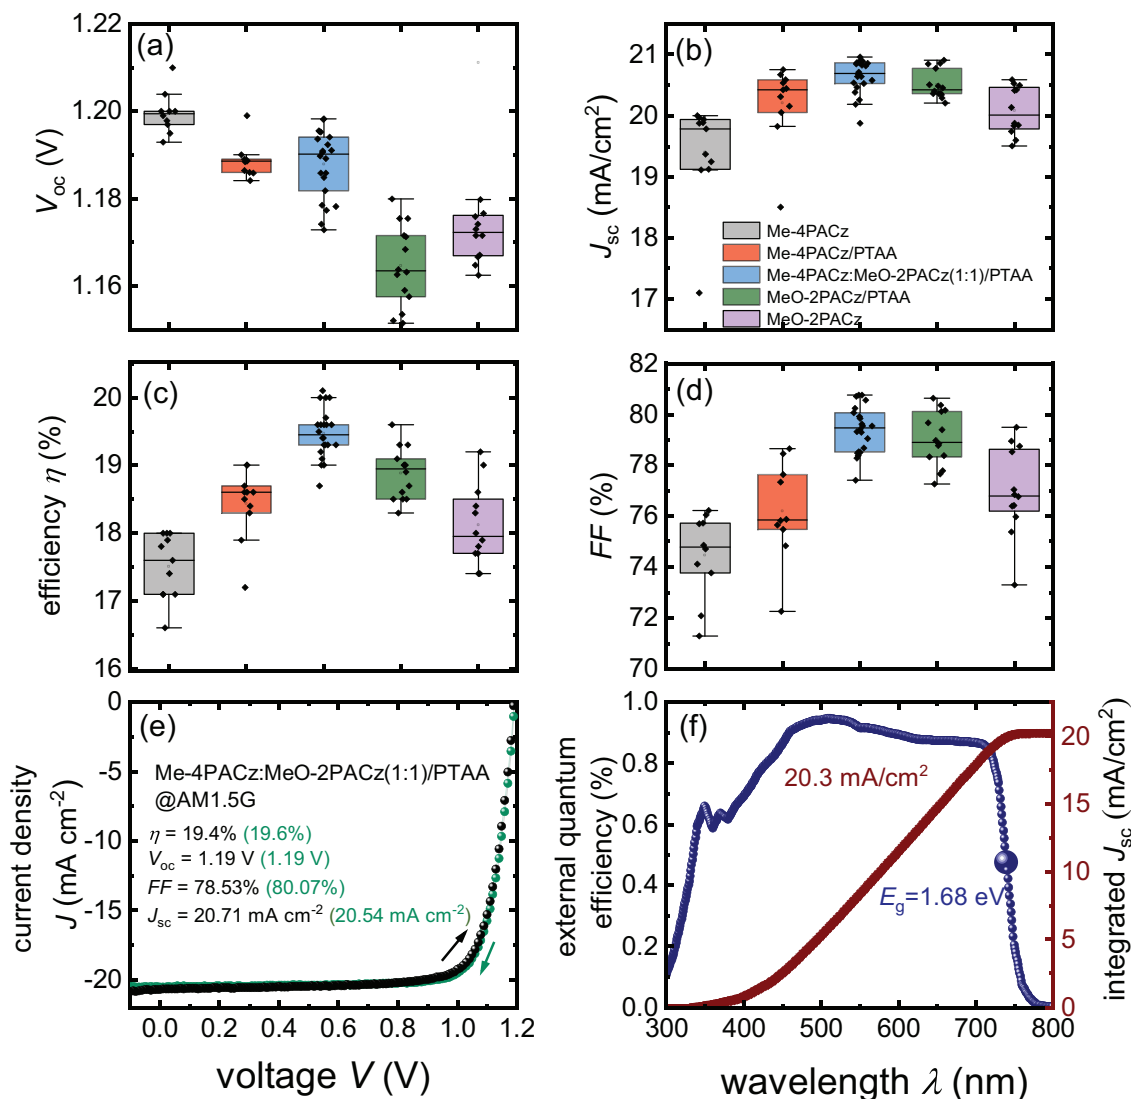 1.22
1.20
1.18
1.16
V_oc (V)
(a)
21
20
19
18
17
J_sc (mA/cm²)
(b)
Me-4PACz
Me-4PACz/PTAA
Me-4PACz:MeO-2PACz(1:1)/PTAA
MeO-2PACz/PTAA
MeO-2PACz
20
19
18
17
16
efficiency η (%)
(c)
82
80
78
76
74
72
70
FF (%)
(d)
0
-5
-10
-15
-20
current density
J (mA cm⁻²)
(e)
Me-4PACz:MeO-2PACz(1:1)/PTAA
@AM1.5G
η = 19.4% (19.6%)
V_oc = 1.19 V (1.19 V)
FF = 78.53% (80.07%)
J_sc = 20.71 mA cm⁻² (20.54 mA cm⁻²)
0.0 0.2 0.4 0.6 0.8 1.0 1.2
voltage V (V)
1.0
0.8
0.6
0.4
0.2
0.0
external quantum
efficiency (%)
(f)
20.3 mA/cm²
E_g=1.68 eV
20
15
10
5
0
integrated J_sc (mA/cm²)
300 400 500 600 700 800
wavelength λ (nm)